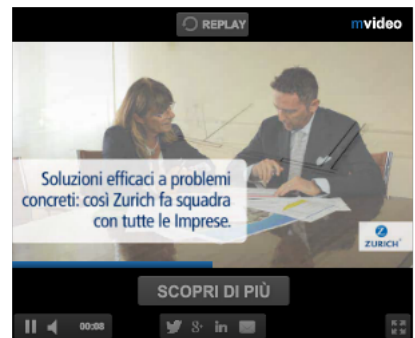 REPLAY
mvideo
Soluzioni efficaci a problemi
concreti: così Zurich fa squadra
con tutte le Imprese.
ZURICH
SCOPRI DI PIÙ
00:08
8+ in